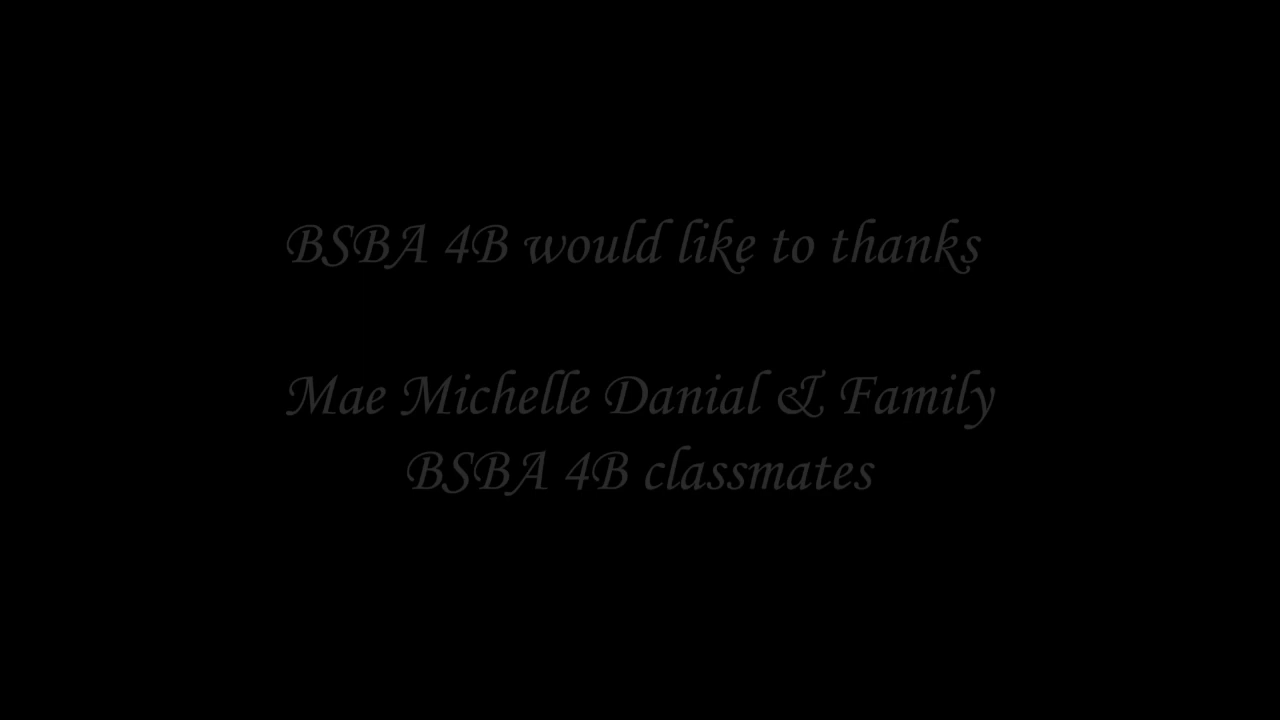 BSBA 4B would like to thanks
Mae Michelle Danial & Family
BSBA 4B classmates